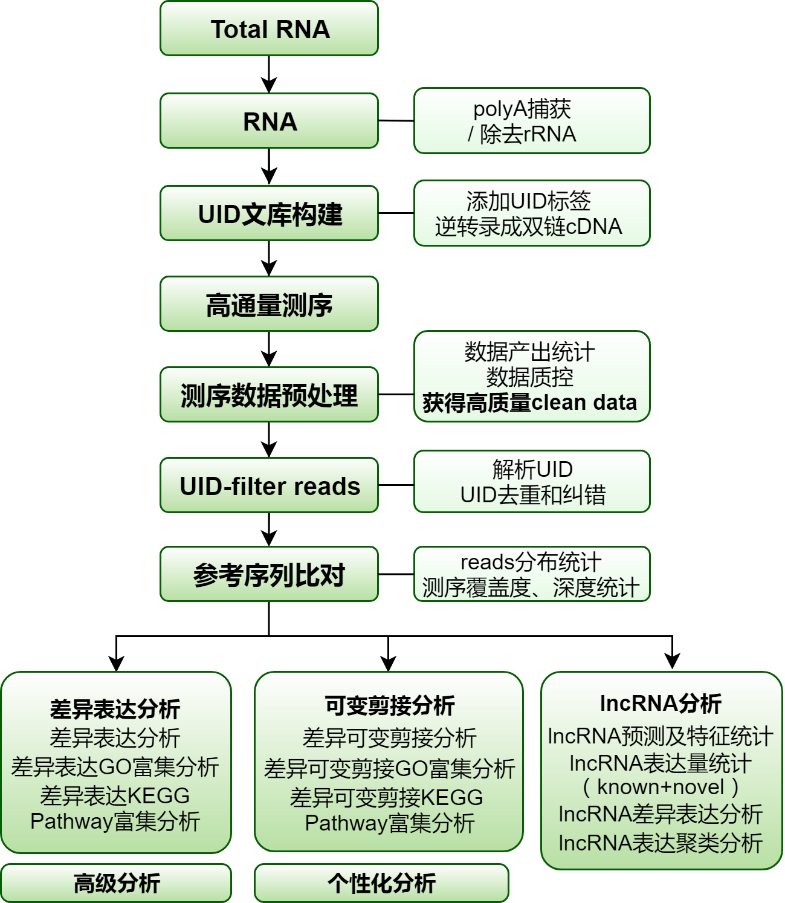 Total RNA
RNA
polyA捕获
/ 除去rRNA
UID文库构建
添加UID标签
逆转录成双链cDNA
高通量测序
测序数据预处理
数据产出统计
数据质控
获得高质量clean data
UID-filter reads
解析UID
UID去重和纠错
参考序列比对
reads分布统计
测序覆盖度、深度统计
差异表达分析
差异表达分析
差异表达GO富集分析
差异表达KEGG
Pathway富集分析
可变剪接分析
差异可变剪接分析
差异可变剪接GO富集分析
差异可变剪接KEGG
Pathway富集分析
lncRNA分析
lncRNA预测及特征统计
lncRNA表达量统计
（known+novel）
lncRNA差异表达分析
lncRNA表达聚类分析
高级分析
个性化分析